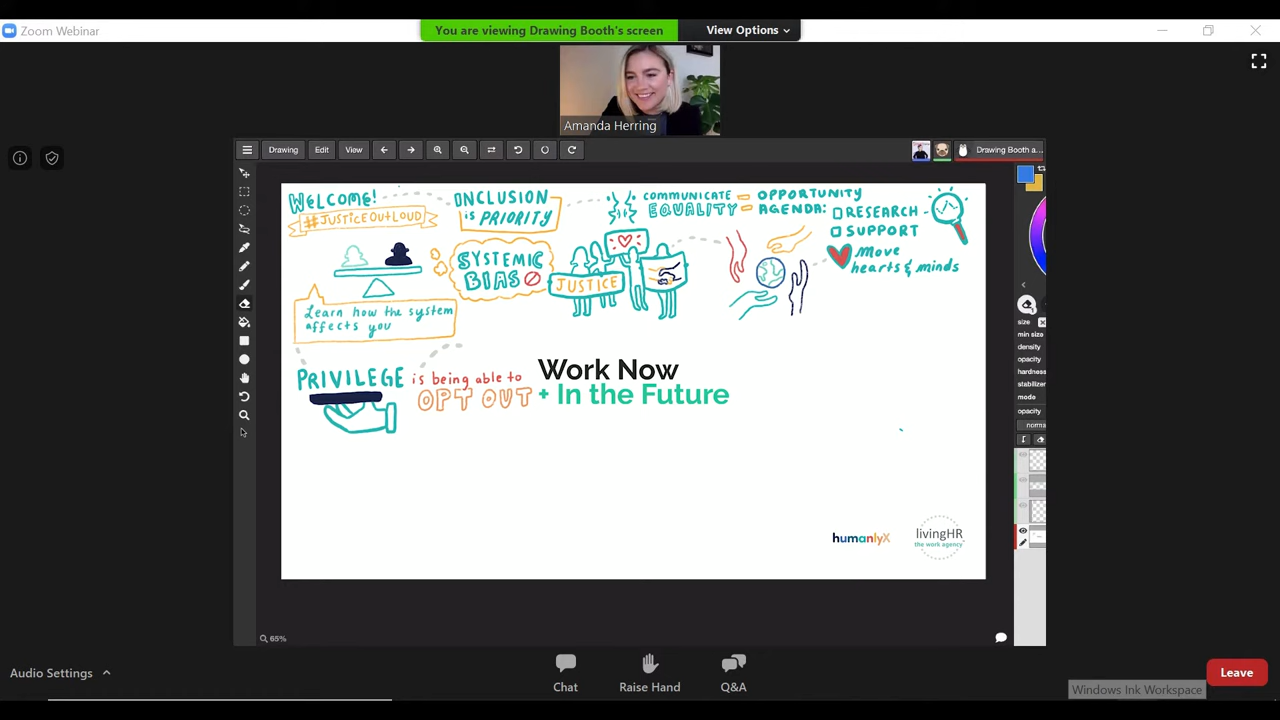 Zoom Webinar
You are viewing Drawing Booth's screen
View Options
Amanda Herring
Drawing
Edit
View
Drawing Booth a...
WELCOME!
#JUSTICEOUTLOUD
INCLUSION
is PRIORITY
COMMUNICATE
EQUALITY
OPPORTUNITY
AGENDA:
RESEARCH
SUPPORT
Move
hearts & minds
SYSTEMIC
BIAS
JUSTICE
Learn how the system
affects you
PRIVILEGE
is being able to
OPT OUT
Work Now
+ In the Future
humanlyX
livingHR
the work agency
size
min size
density
opacity
hardness
stabilizer
mode
opacity
norma
65%
Audio Settings
Chat
Raise Hand
Q&A
Leave
Windows Ink Workspace